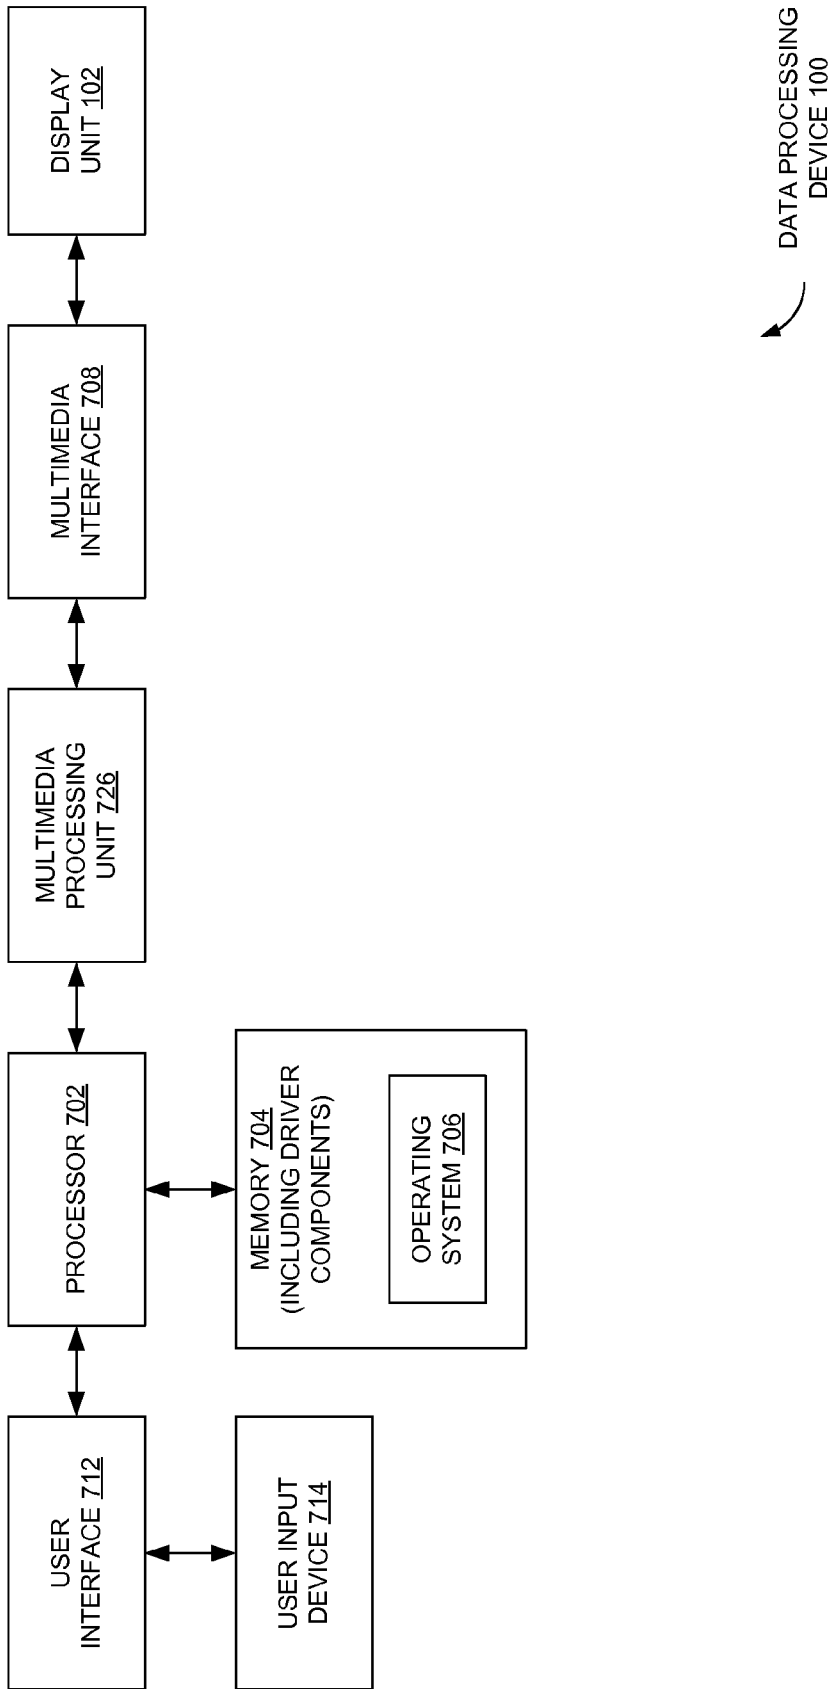 USER
INTERFACE 712
PROCESSOR 702
MULTIMEDIA
PROCESSING
UNIT 726
MULTIMEDIA
INTERFACE 708
DISPLAY
UNIT 102
USER INPUT
DEVICE 714
MEMORY 704
(INCLUDING DRIVER
COMPONENTS)
OPERATING
SYSTEM 706
DATA PROCESSING
DEVICE 100